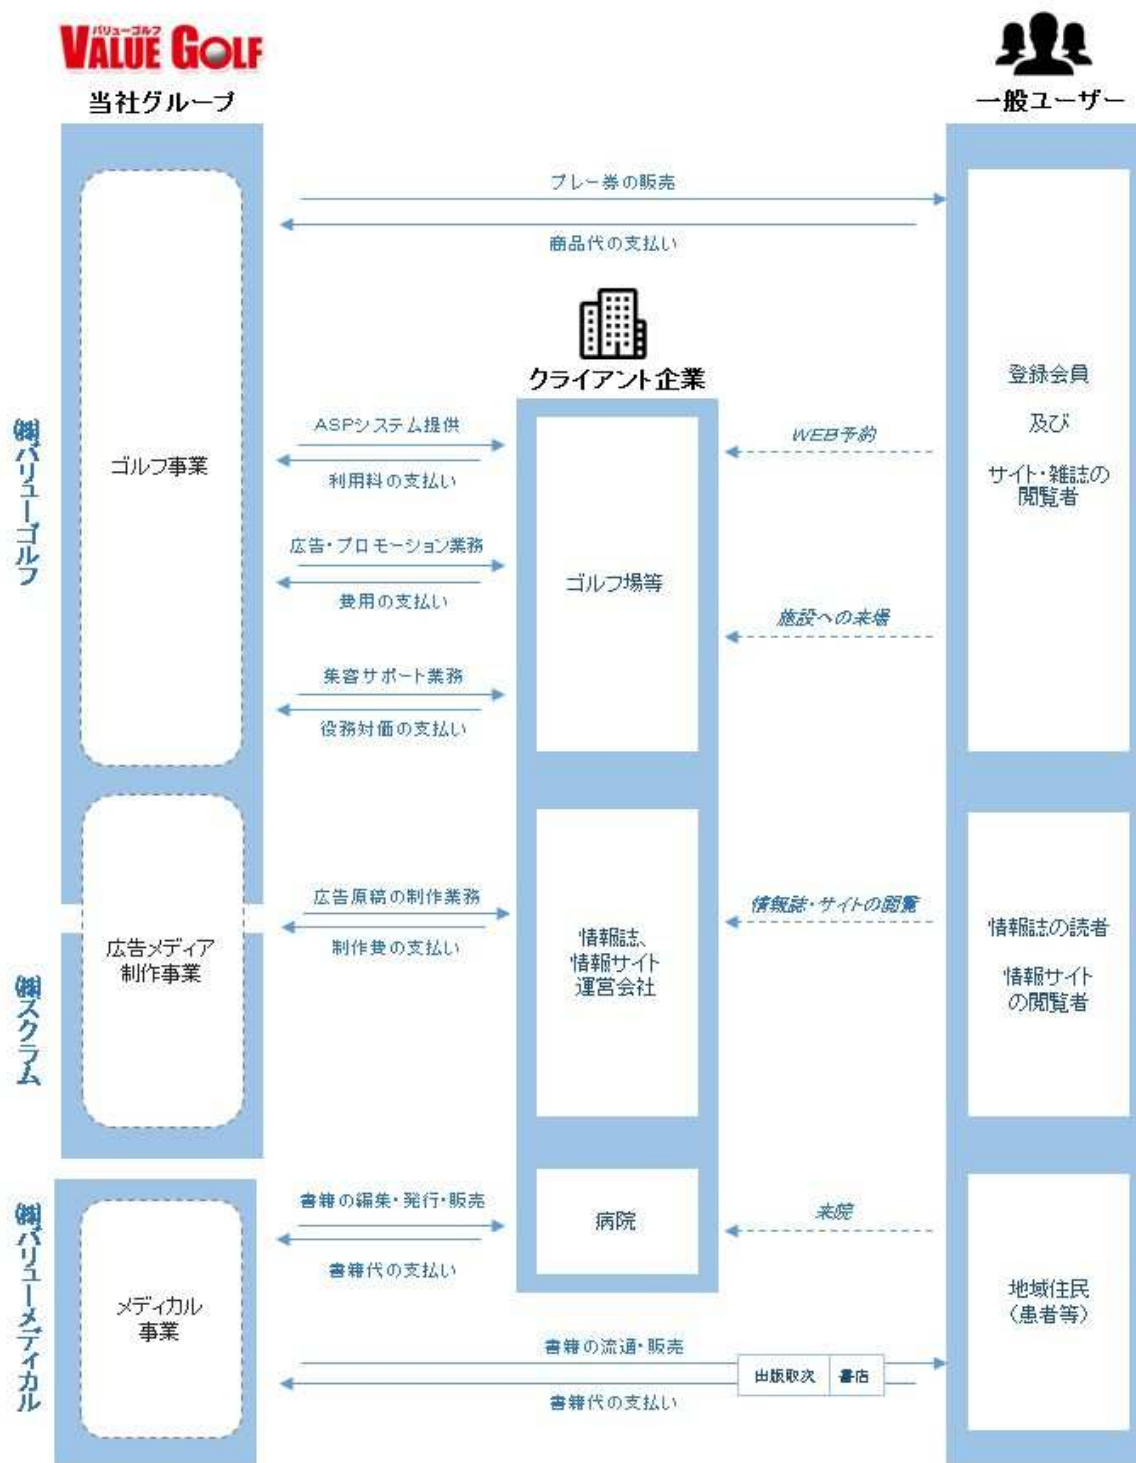 バリューゴルフ
VALUE GOLF
当社グループ
一般ユーザー
プレー券の販売
商品代の支払い
クライアント企業
㈱バリューゴルフ
ゴルフ事業
ASPシステム提供
利用料の支払い
広告・プロモーション業務
費用の支払い
集客サポート業務
役務対価の支払い
ゴルフ場等
WEB予約
施設への来場
登録会員
及び
サイト・雑誌の
閲覧者
㈱スクラム
広告メディア
制作事業
広告原稿の制作業務
制作費の支払い
情報誌、
情報サイト
運営会社
情報誌・サイトの閲覧
情報誌の読者
情報サイト
の閲覧者
㈱バリューメディカル
メディカル
事業
書籍の編集・発行・販売
書籍代の支払い
病院
来院
地域住民
（患者等）
書籍の流通・販売
出版取次
書店
書籍代の支払い